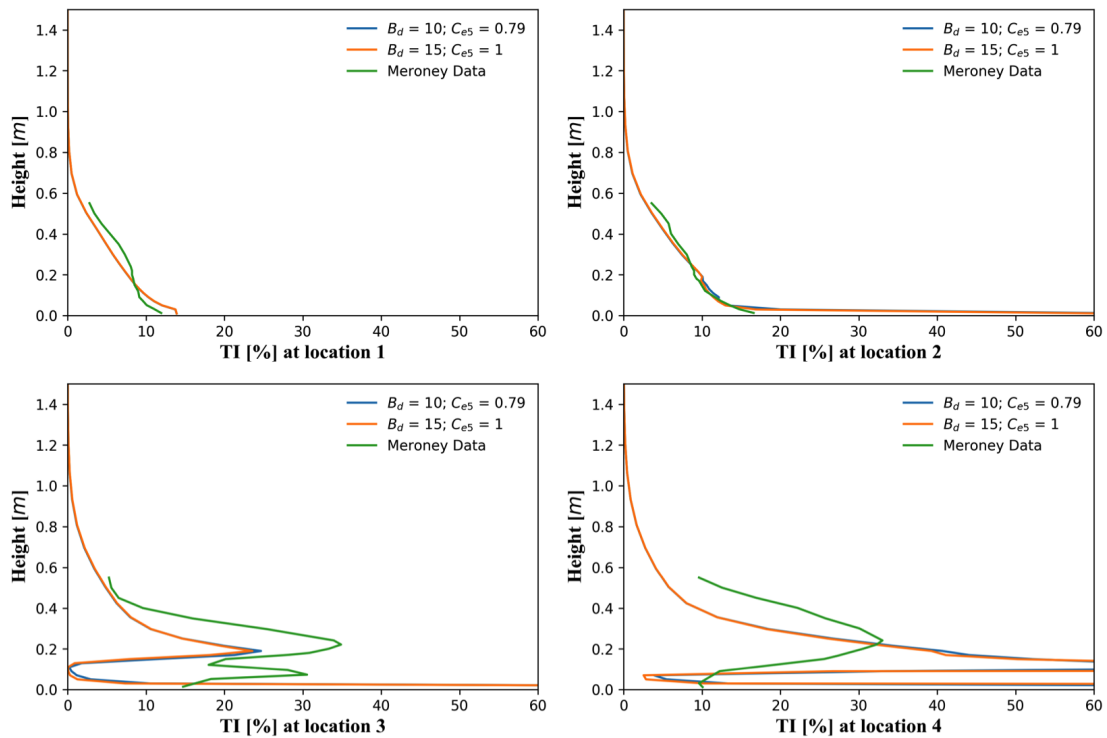 1.4
1.2
1.0
0.8
0.6
0.4
0.2
0.0
Height [m]
B_d = 10; C_e5 = 0.79
B_d = 15; C_e5 = 1
Meroney Data
0 10 20 30 40 50 60
TI [%] at location 1
1.4
1.2
1.0
0.8
0.6
0.4
0.2
0.0
Height [m]
B_d = 10; C_e5 = 0.79
B_d = 15; C_e5 = 1
Meroney Data
0 10 20 30 40 50 60
TI [%] at location 2
1.4
1.2
1.0
0.8
0.6
0.4
0.2
0.0
Height [m]
B_d = 10; C_e5 = 0.79
B_d = 15; C_e5 = 1
Meroney Data
0 10 20 30 40 50 60
TI [%] at location 3
1.4
1.2
1.0
0.8
0.6
0.4
0.2
0.0
Height [m]
B_d = 10; C_e5 = 0.79
B_d = 15; C_e5 = 1
Meroney Data
0 10 20 30 40 50 60
TI [%] at location 4